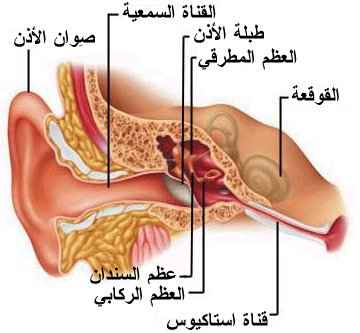 القناة السمعية
صوان الأذن
طبلة الأذن
العظم المطرقي
القوقعة
عظم السندان
العظم الركابي
قناة استاكيوس